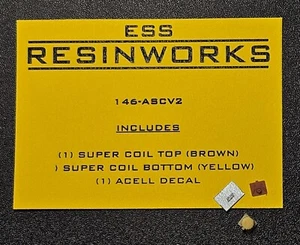 ESS
RESINWORKS
146-ASCV2
INCLUDES
(1) SUPER COIL TOP (BROWN)
) SUPER COIL BOTTOM (YELLOW)
(1) ACELL DECAL